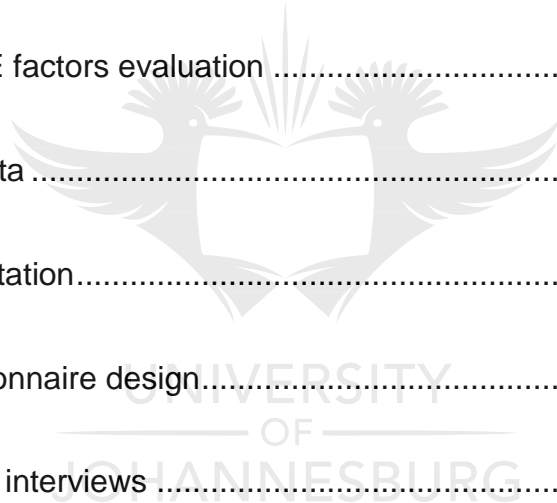 E factors evaluation ................................
ta .............................................................
tation.......................................................
UNIVERSITY
onnaire design........................................
OF
interviews ..............................................
JOHANNESBURG